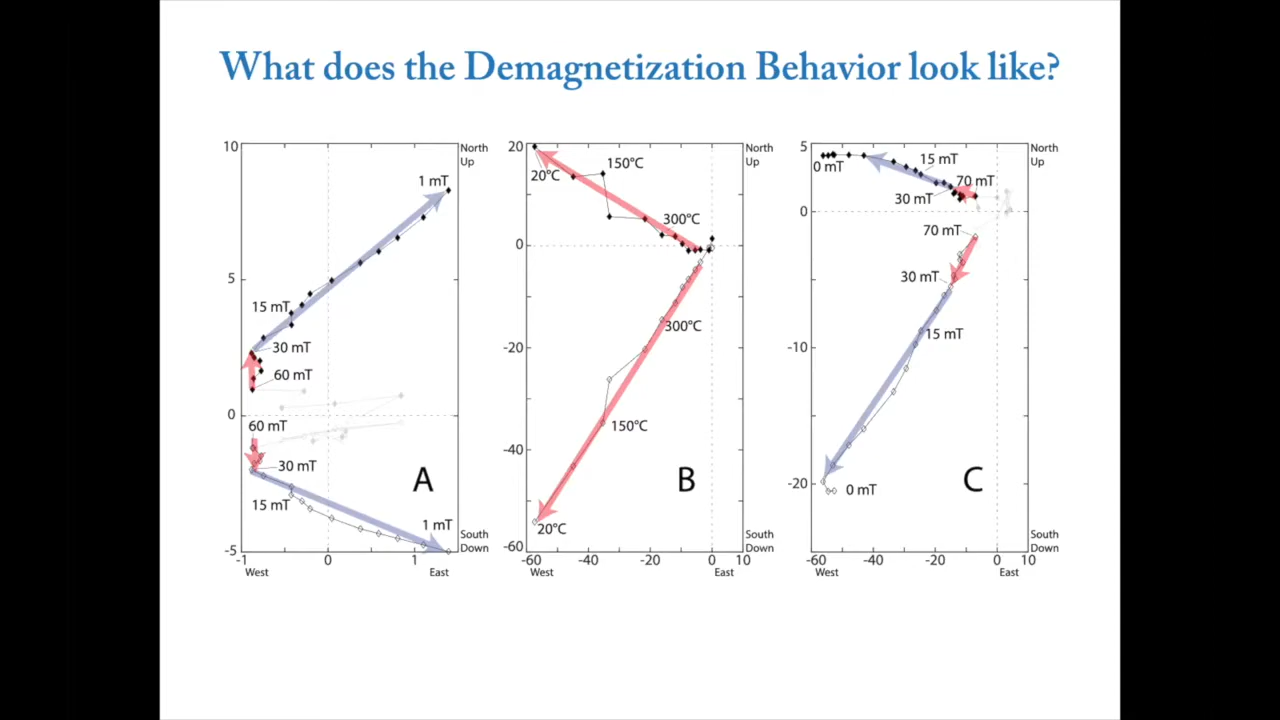 What does the Demagnetization Behavior look like?
10
North
Up
1 mT
5
15 mT
30 mT
60 mT
0
60 mT
30 mT
15 mT
1 mT
A
South
Down
-5
-1
0
1
West
East
20
North
Up
150°C
20°C
300°C
0
300°C
-20
150°C
-40
B
20°C
South
Down
-60
-60
-40
-20
0
10
West
East
5
North
Up
0 mT
15 mT
70 mT
30 mT
0
70 mT
30 mT
15 mT
-10
C
-20
0 mT
South
Down
-60
-40
-20
0
10
West
East